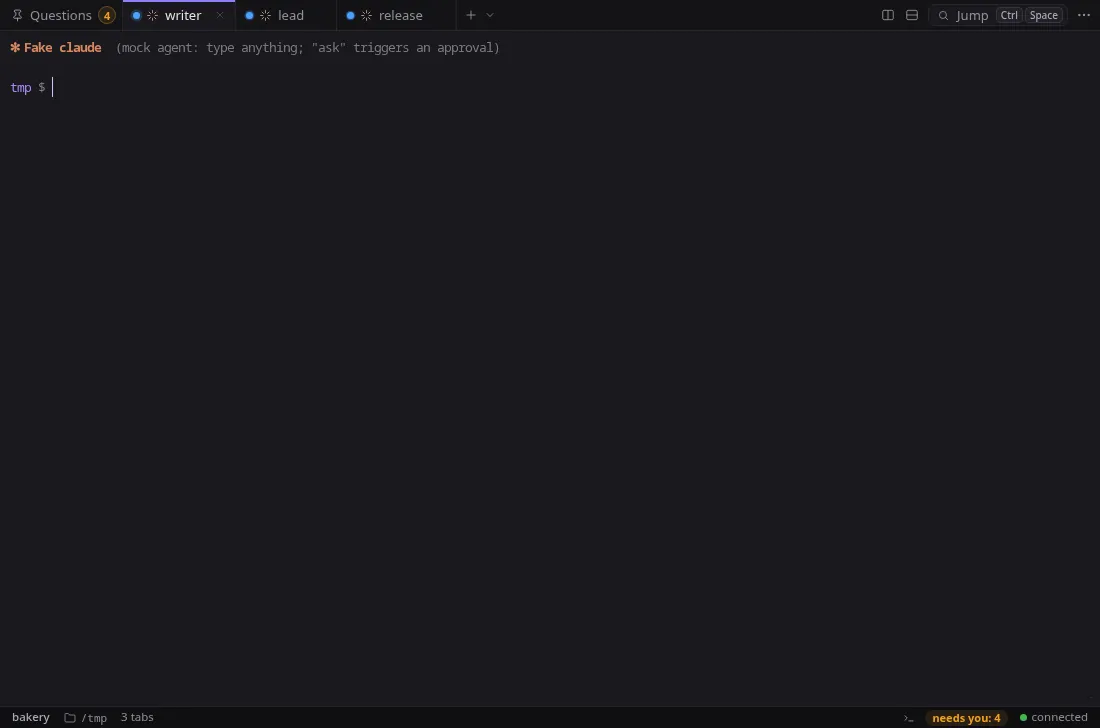 Questions 4 writer lead release Jump Ctrl Space
✻ Fake claude (mock agent: type anything; "ask" triggers an approval)
tmp $
bakery /tmp 3 tabs needs you: 4 connected